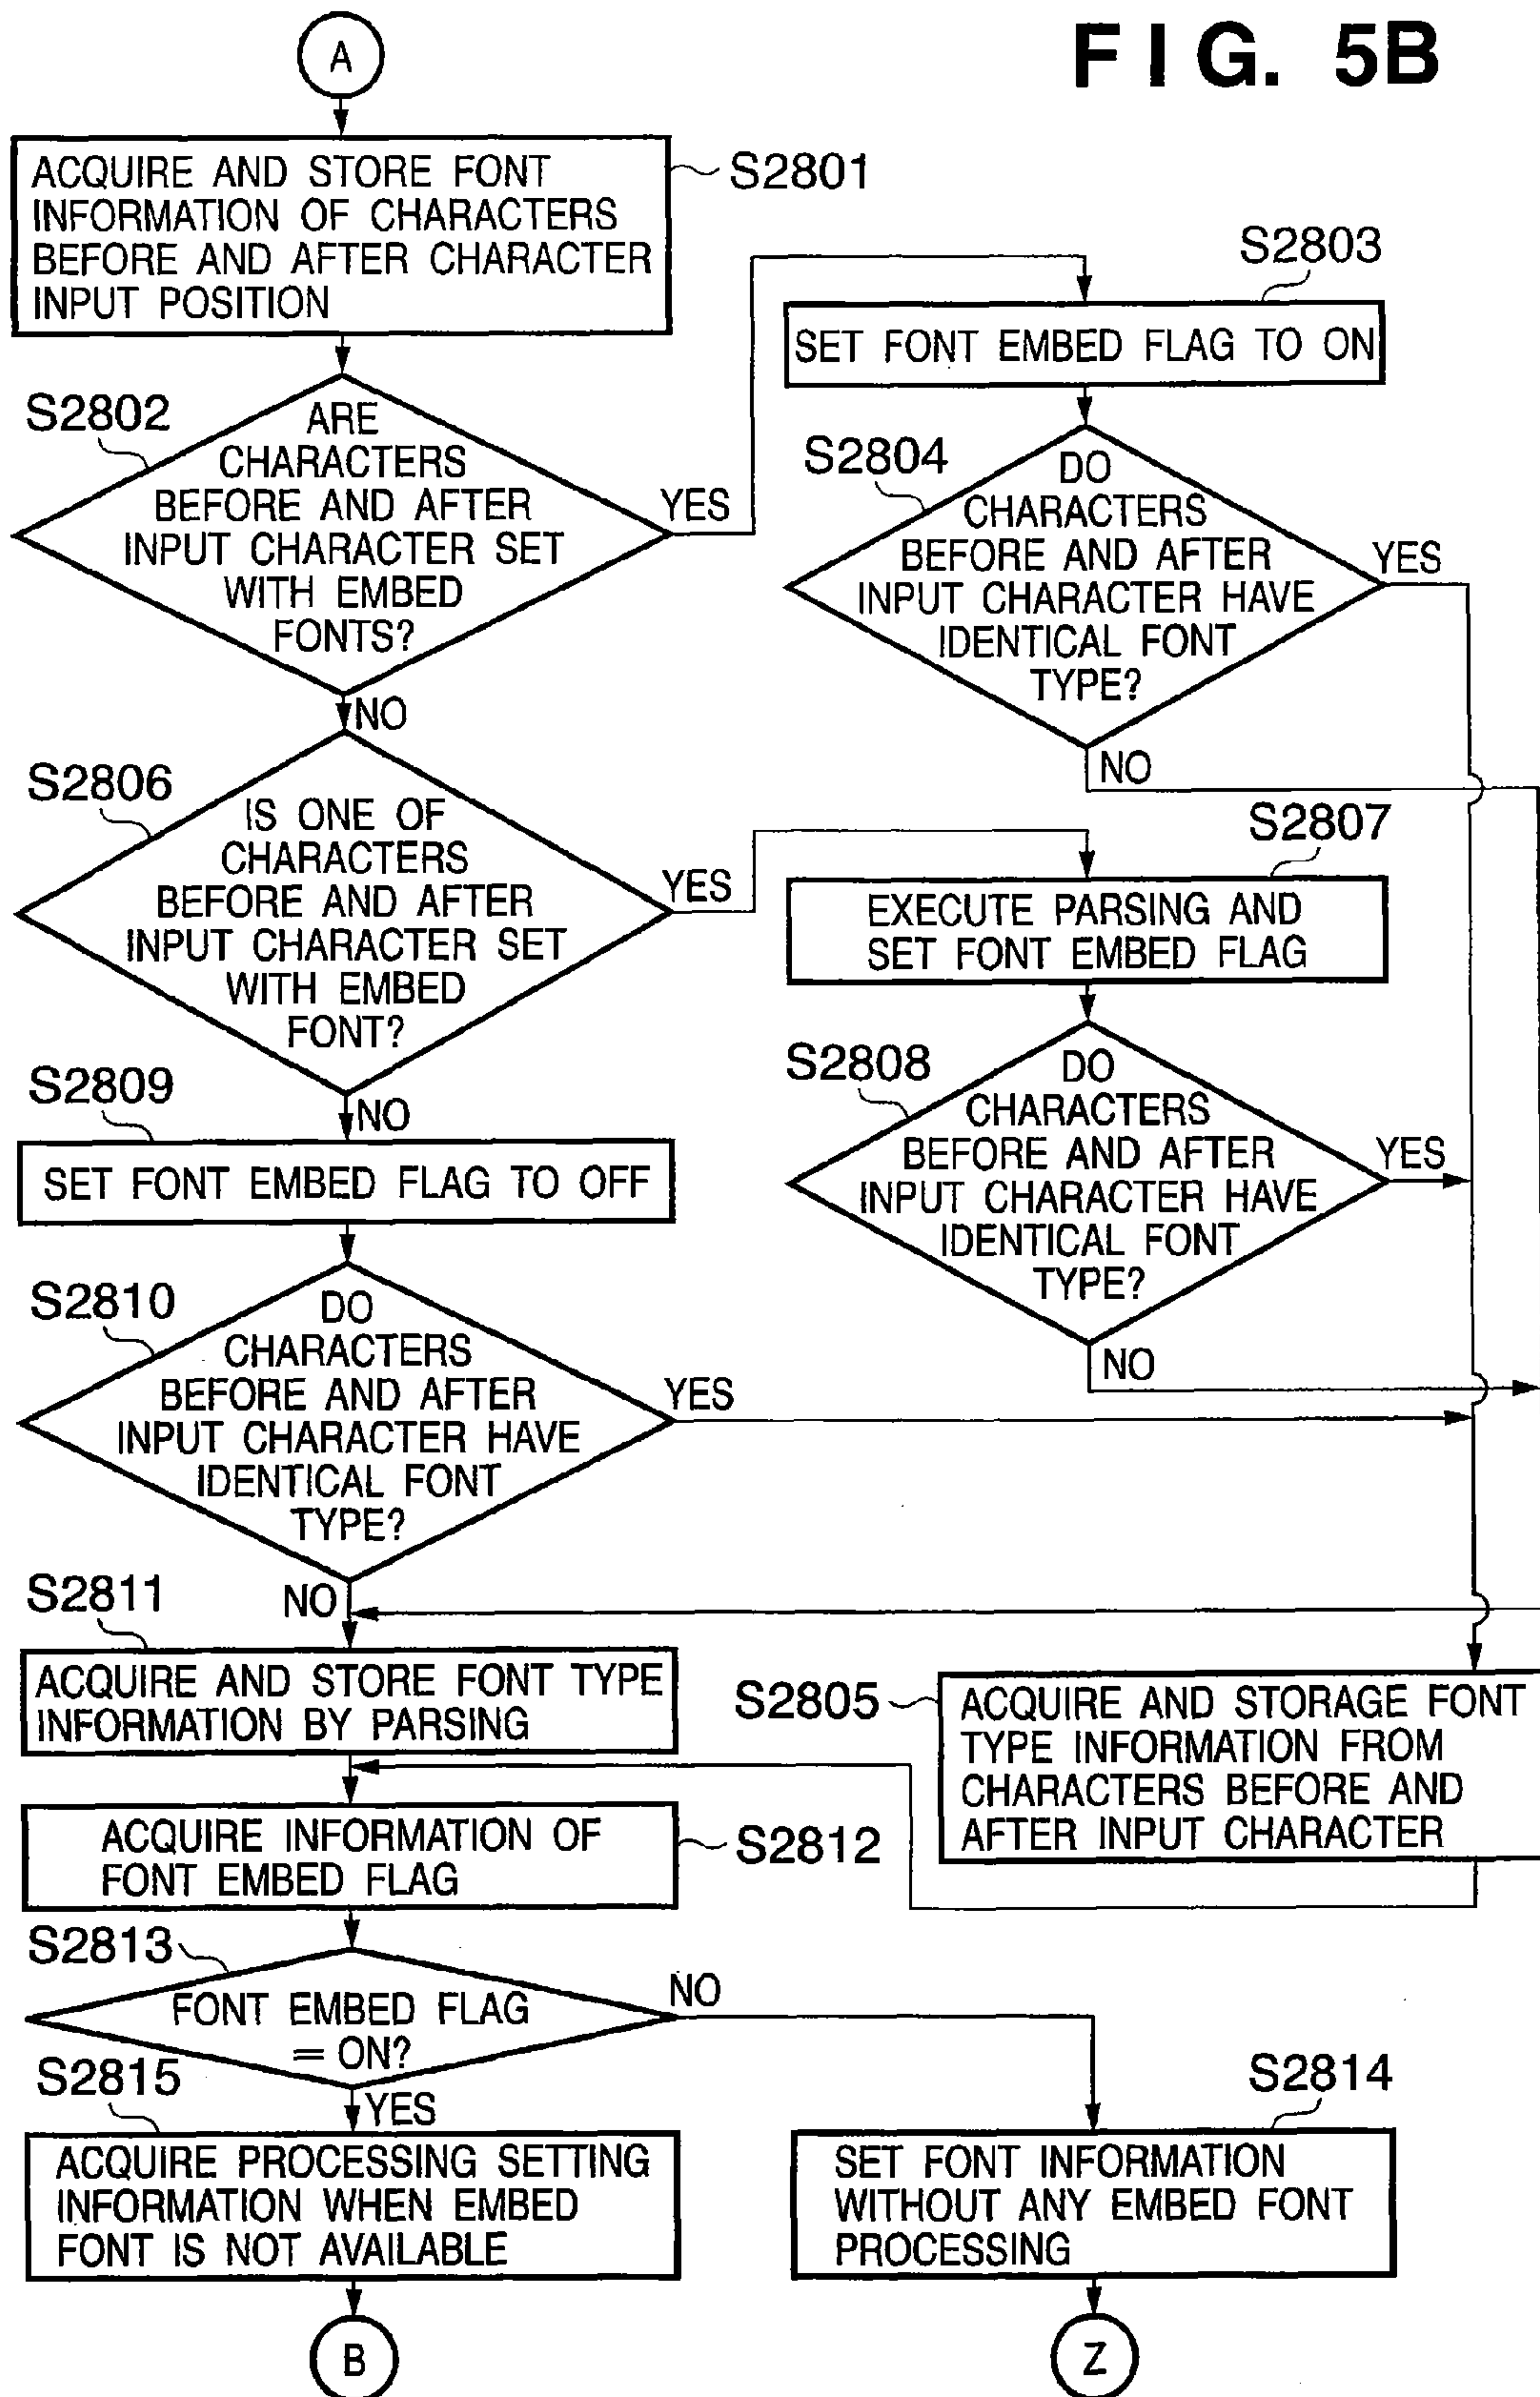 FIG. 5B
A
ACQUIRE AND STORE FONT
INFORMATION OF CHARACTERS
BEFORE AND AFTER CHARACTER
INPUT POSITION
S2801
S2802
ARE
CHARACTERS
BEFORE AND AFTER
INPUT CHARACTER SET
WITH EMBED
FONTS?
YES
NO
S2803
SET FONT EMBED FLAG TO ON
S2804
DO
CHARACTERS
BEFORE AND AFTER
INPUT CHARACTER HAVE
IDENTICAL FONT
TYPE?
YES
NO
S2806
IS ONE OF
CHARACTERS
BEFORE AND AFTER
INPUT CHARACTER SET
WITH EMBED
FONT?
YES
NO
S2807
EXECUTE PARSING AND
SET FONT EMBED FLAG
S2808
DO
CHARACTERS
BEFORE AND AFTER
INPUT CHARACTER HAVE
IDENTICAL FONT
TYPE?
YES
NO
S2809
SET FONT EMBED FLAG TO OFF
S2810
DO
CHARACTERS
BEFORE AND AFTER
INPUT CHARACTER HAVE
IDENTICAL FONT
TYPE?
YES
NO
S2811
ACQUIRE AND STORE FONT TYPE
INFORMATION BY PARSING
S2805
ACQUIRE AND STORAGE FONT
TYPE INFORMATION FROM
CHARACTERS BEFORE AND
AFTER INPUT CHARACTER
ACQUIRE INFORMATION OF
FONT EMBED FLAG
S2812
S2813
FONT EMBED FLAG
= ON?
NO
YES
S2815
ACQUIRE PROCESSING SETTING
INFORMATION WHEN EMBED
FONT IS NOT AVAILABLE
S2814
SET FONT INFORMATION
WITHOUT ANY EMBED FONT
PROCESSING
B
Z